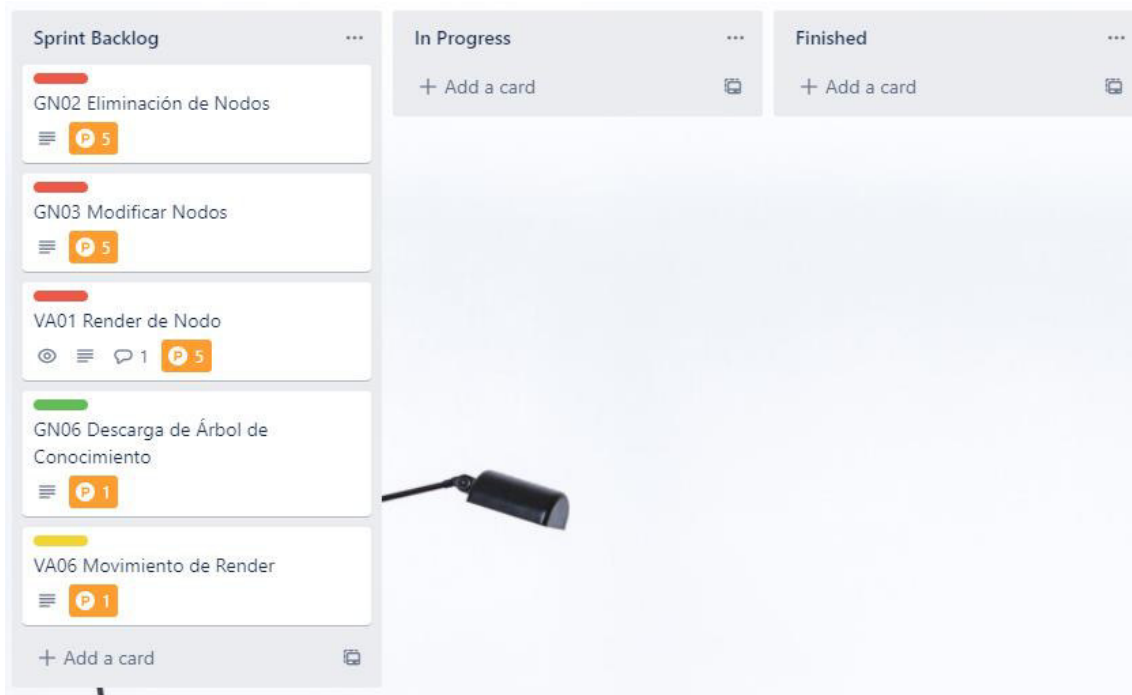 Sprint Backlog
GN02 Eliminación de Nodos
P 5
GN03 Modificar Nodos
P 5
VA01 Render de Nodo
1 P 5
GN06 Descarga de Árbol de
Conocimiento
P 1
VA06 Movimiento de Render
P 1
+ Add a card
In Progress
+ Add a card
Finished
+ Add a card